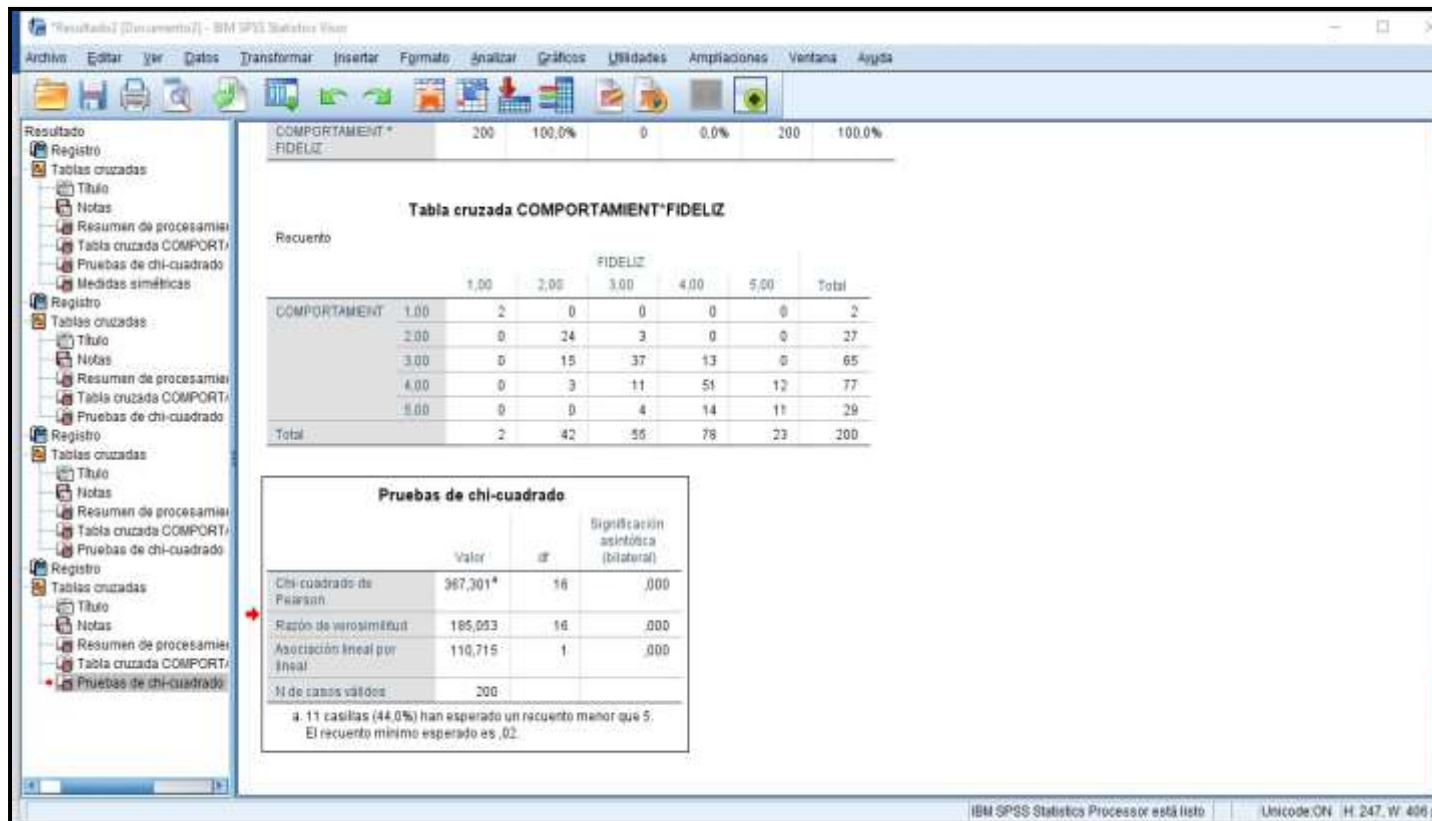 *Resultado2 [Documento2] - IBM SPSS Statistics Visor
Archivo Editar Ver Datos Transformar Insertar Formato Analizar Gráficos Utilidades Ampliaciones Ventana Ayuda
Resultado
Registro
Tablas cruzadas
Título
Notas
Resumen de procesamie
Tabla cruzada COMPORTA
Pruebas de chi-cuadrado
Medidas simétricas
Registro
Tablas cruzadas
Título
Notas
Resumen de procesamie
Tabla cruzada COMPORTA
Pruebas de chi-cuadrado
Registro
Tablas cruzadas
Título
Notas
Resumen de procesamie
Tabla cruzada COMPORTA
Pruebas de chi-cuadrado
Registro
Tablas cruzadas
Título
Notas
Resumen de procesamie
Tabla cruzada COMPORTA
Pruebas de chi-cuadrado
COMPORTAMIENT * 200 100,0% 0 0,0% 200 100,0%
FIDELIZ
Tabla cruzada COMPORTAMIENT*FIDELIZ
Recuento
FIDELIZ
1,00 2,00 3,00 4,00 5,00 Total
COMPORTAMIENT 1.00 2 0 0 0 0 2
2.00 0 24 3 0 0 27
3.00 0 15 37 13 0 65
4.00 0 3 11 51 12 77
5.00 0 0 4 14 11 29
Total 2 42 55 78 23 200
Pruebas de chi-cuadrado
Valor df Significación asintótica (bilateral)
Chi-cuadrado de Pearson 367,301ª 16 ,000
Razón de verosimilitud 185,053 16 ,000
Asociación lineal por lineal 110,715 1 ,000
N de casos válidos 200
a. 11 casillas (44,0%) han esperado un recuento menor que 5.
El recuento mínimo esperado es ,02.
IBM SPSS Statistics Processor está listo Unicode:ON H: 247, W: 406